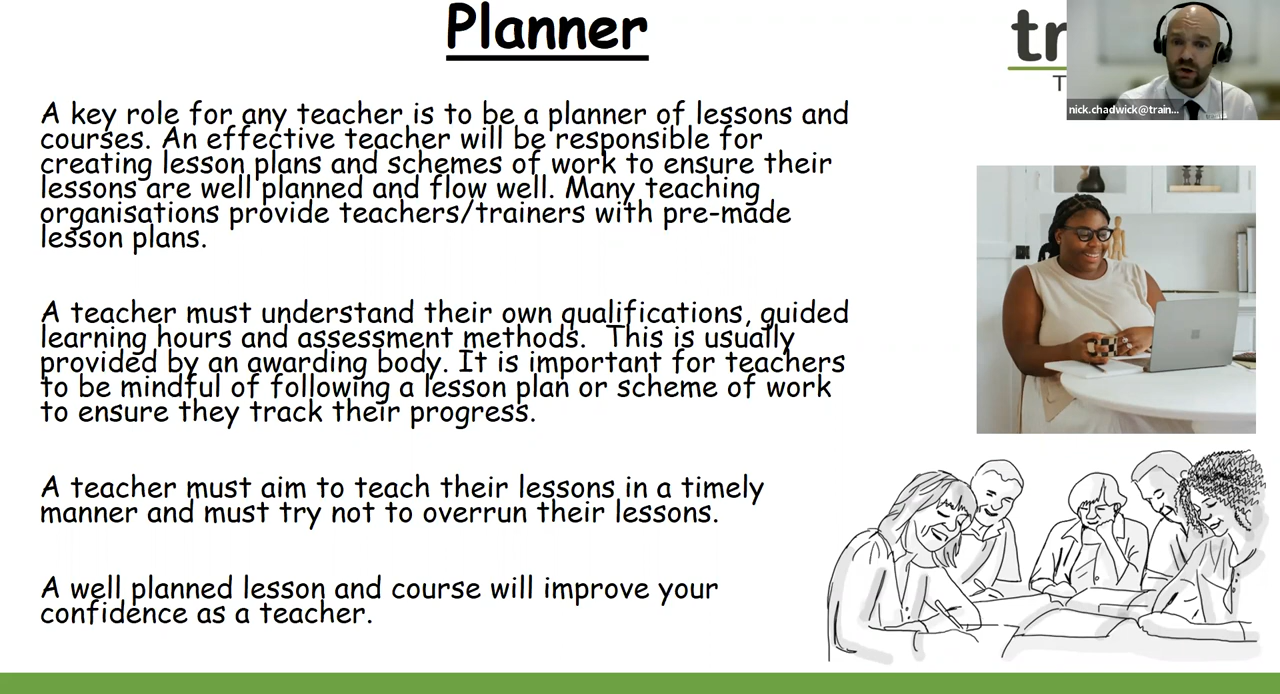 Planner
tr
T
nick.chadwick@train...
A key role for any teacher is to be a planner of lessons and
courses. An effective teacher will be responsible for
creating lesson plans and schemes of work to ensure their
lessons are well planned and flow well. Many teaching
organisations provide teachers/trainers with pre-made
lesson plans.
A teacher must understand their own qualifications, guided
learning hours and assessment methods.  This is usually
provided by an awarding body. It is important for teachers
to be mindful of following a lesson plan or scheme of work
to ensure they track their progress.
A teacher must aim to teach their lessons in a timely
manner and must try not to overrun their lessons.
A well planned lesson and course will improve your
confidence as a teacher.